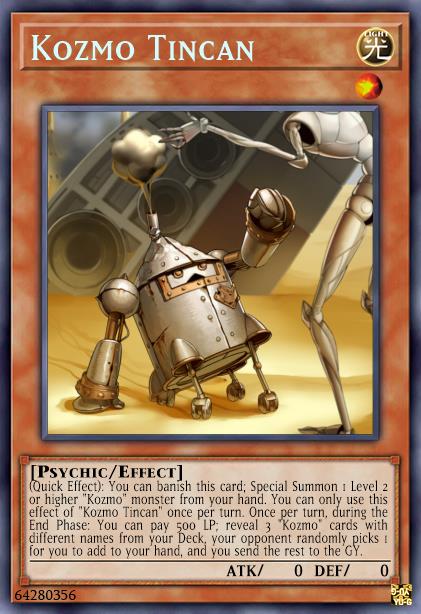 Kozmo Tincan
LIGHT
光
[Psychic/Effect]
(Quick Effect): You can banish this card; Special Summon 1 Level 2
or higher "Kozmo" monster from your hand. You can only use this
effect of "Kozmo Tincan" once per turn. Once per turn, during the
End Phase: You can pay 500 LP; reveal 3 "Kozmo" cards with
different names from your Deck, your opponent randomly picks 1
for you to add to your hand, and you send the rest to the GY.
ATK/ 0 DEF/ 0
64280356